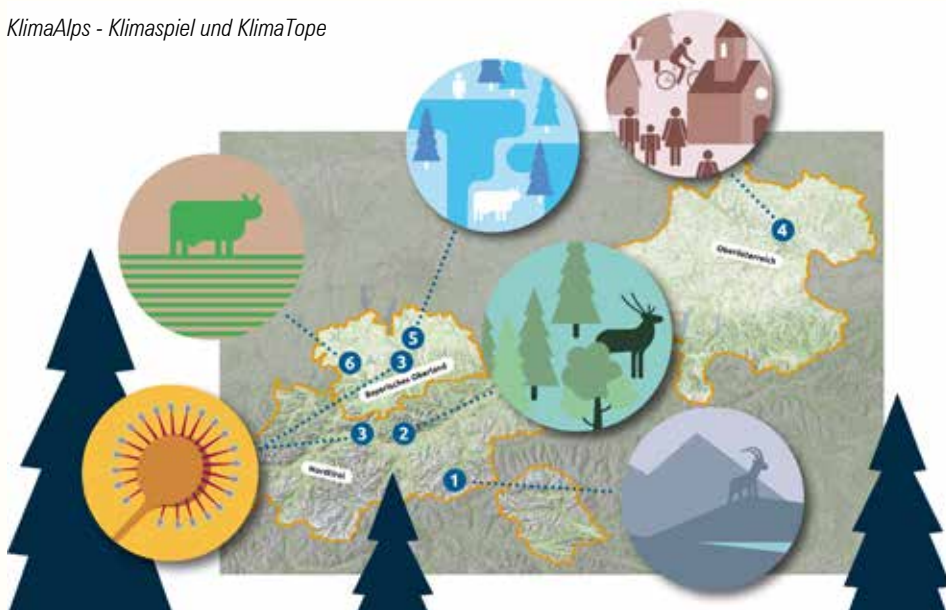 KlimaAlps - Klimaspiel und KlimaTope
4
Oberösterreich
5
6
3
Bayerisches Oberland
3
2
Nordtirol
1